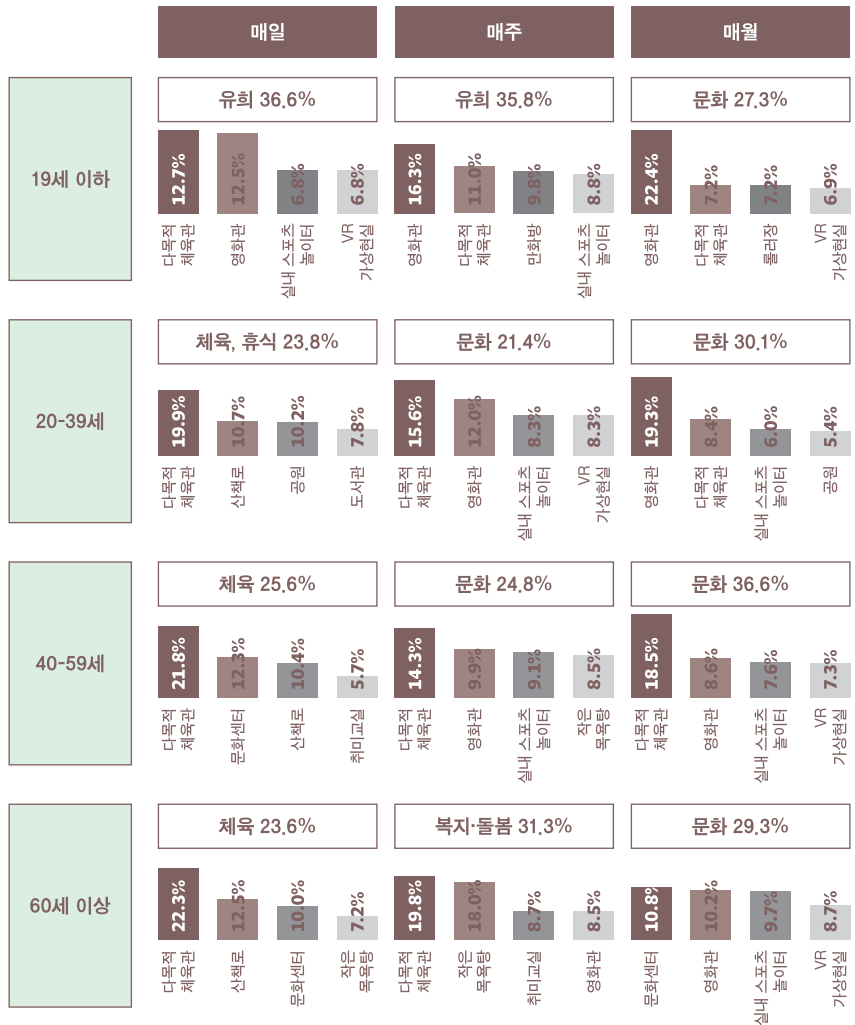 매일
매주
매월
19세 이하
유희 36.6%
12.7%
12.5%
6.8%
6.8%
다목적
체육관
영화관
실내 스포츠
놀이터
VR
가상현실
유희 35.8%
16.3%
11.0%
9.8%
8.8%
영화관
다목적
체육관
만화방
실내 스포츠
놀이터
문화 27.3%
22.4%
7.2%
7.2%
6.9%
영화관
다목적
체육관
롤러장
VR
가상현실
20-39세
체육, 휴식 23.8%
19.9%
10.7%
10.2%
7.8%
다목적
체육관
산책로
공원
도서관
문화 21.4%
15.6%
12.0%
8.3%
8.3%
다목적
체육관
영화관
실내 스포츠
놀이터
VR
가상현실
문화 30.1%
19.3%
8.4%
6.0%
5.4%
영화관
다목적
체육관
실내 스포츠
놀이터
공원
40-59세
체육 25.6%
21.8%
12.3%
10.4%
5.7%
다목적
체육관
문화센터
산책로
취미교실
문화 24.8%
14.3%
9.9%
9.1%
8.5%
다목적
체육관
영화관
실내 스포츠
놀이터
작은
목욕탕
문화 36.6%
18.5%
8.6%
7.6%
7.3%
다목적
체육관
영화관
실내 스포츠
놀이터
VR
가상현실
60세 이상
체육 23.6%
22.3%
12.5%
10.0%
7.2%
다목적
체육관
산책로
문화센터
작은
목욕탕
복지·돌봄 31.3%
19.8%
18.0%
8.7%
8.5%
다목적
체육관
작은
목욕탕
취미교실
영화관
문화 29.3%
10.8%
10.2%
9.7%
8.7%
문화센터
영화관
실내 스포츠
놀이터
VR
가상현실